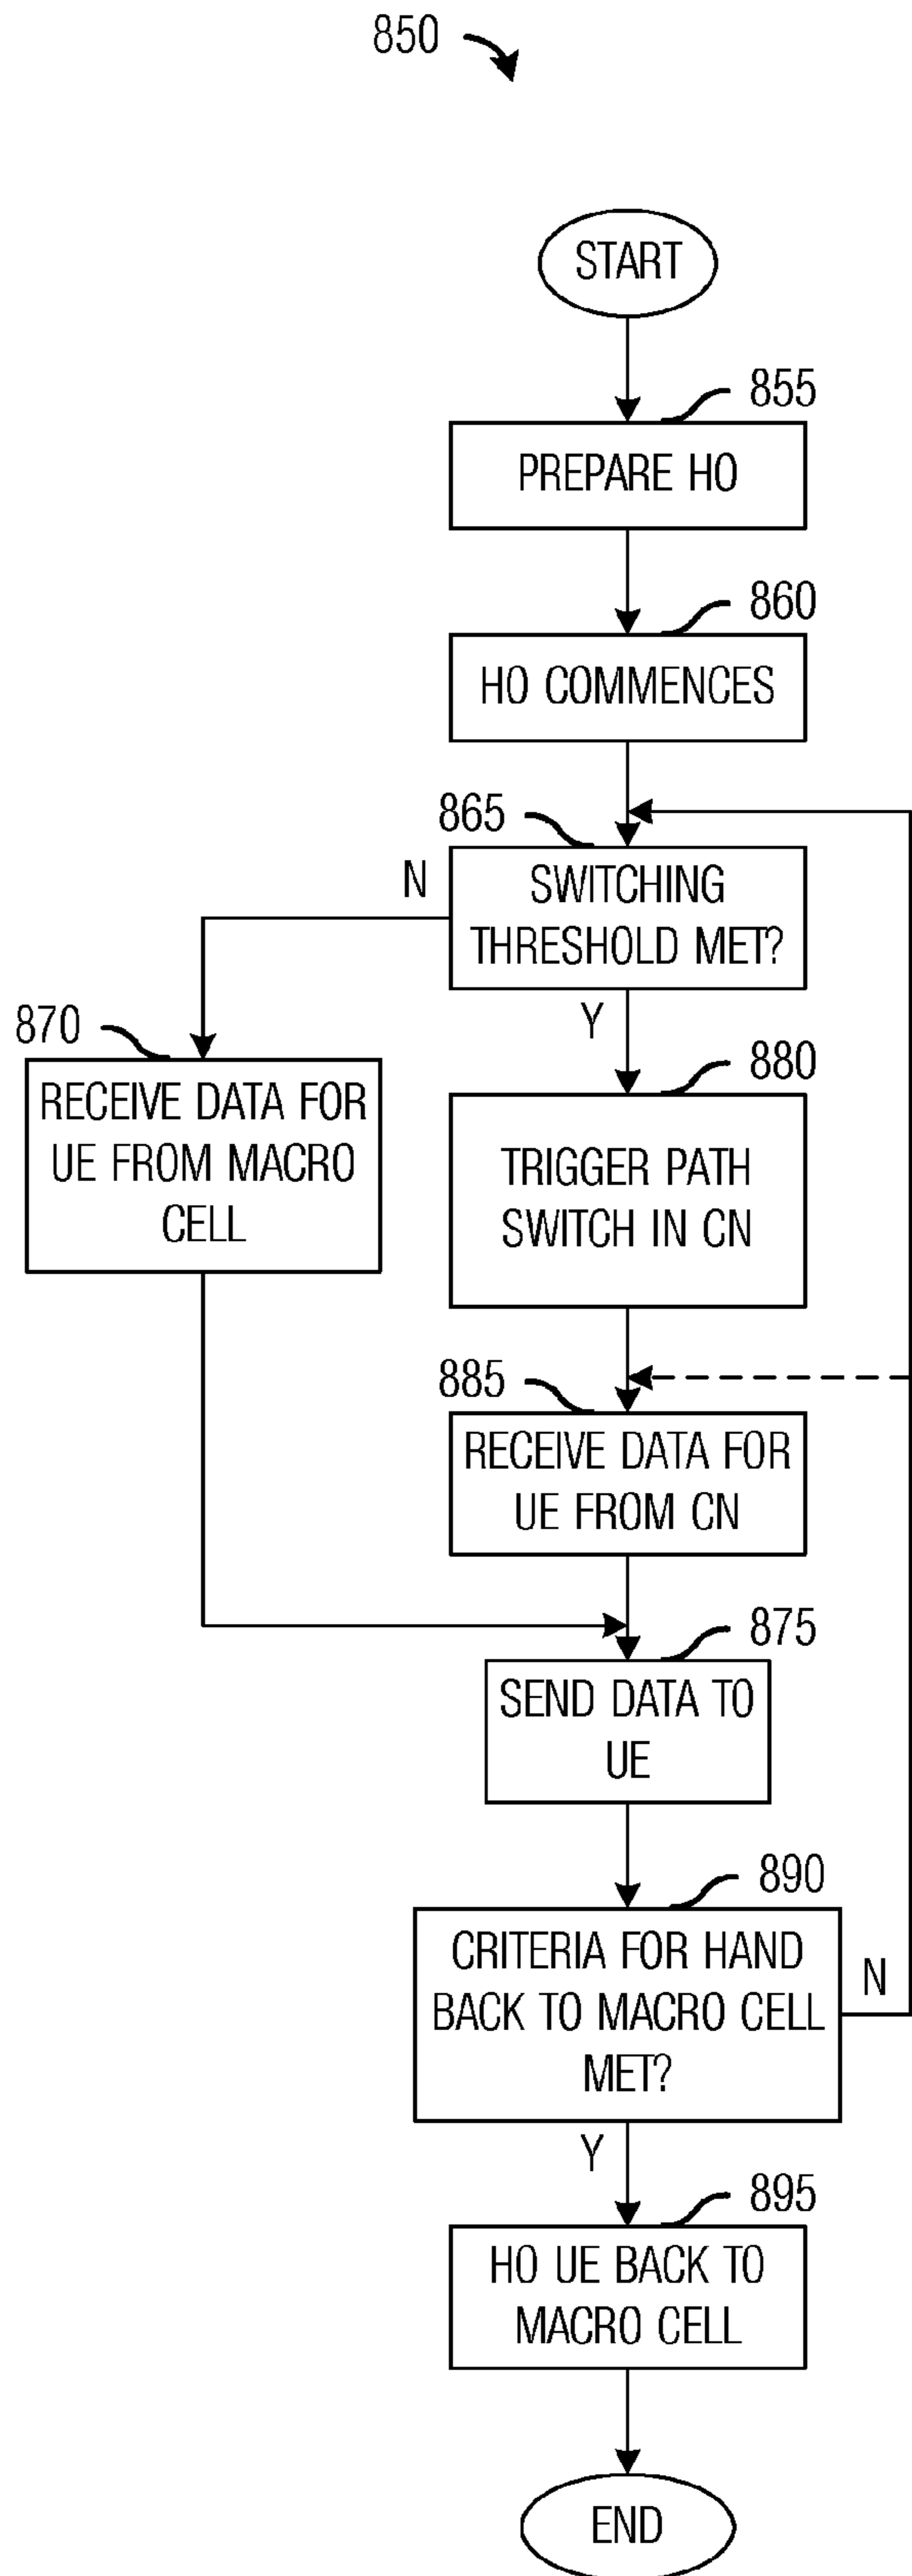 850
START
855
PREPARE HO
860
HO COMMENCES
865
N
SWITCHING
THRESHOLD MET?
Y
870
RECEIVE DATA FOR
UE FROM MACRO
CELL
880
TRIGGER PATH
SWITCH IN CN
885
RECEIVE DATA FOR
UE FROM CN
875
SEND DATA TO
UE
890
CRITERIA FOR HAND
BACK TO MACRO CELL
MET?
N
Y
895
HO UE BACK TO
MACRO CELL
END